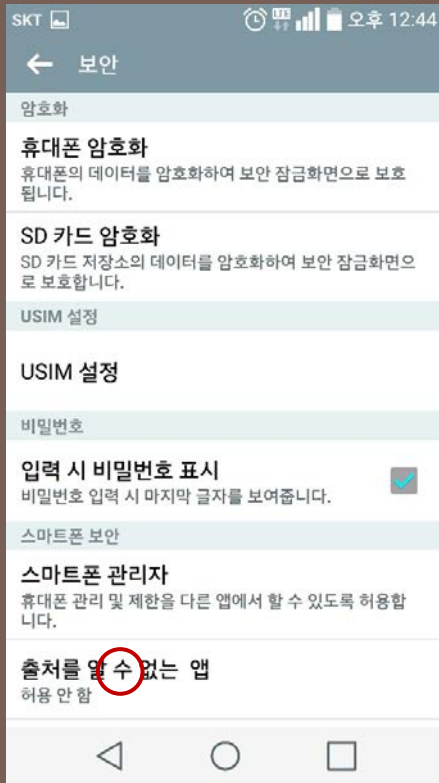 SKT LTE 오후 12:44
보안
암호화
휴대폰 암호화
휴대폰의 데이터를 암호화하여 보안 잠금화면으로 보호
됩니다.
SD 카드 암호화
SD 카드 저장소의 데이터를 암호화하여 보안 잠금화면으
로 보호합니다.
USIM 설정
USIM 설정
비밀번호
입력 시 비밀번호 표시
비밀번호 입력 시 마지막 글자를 보여줍니다.
스마트폰 보안
스마트폰 관리자
휴대폰 관리 및 제한을 다른 앱에서 할 수 있도록 허용합
니다.
출처를 알 수 없는 앱
허용 안 함